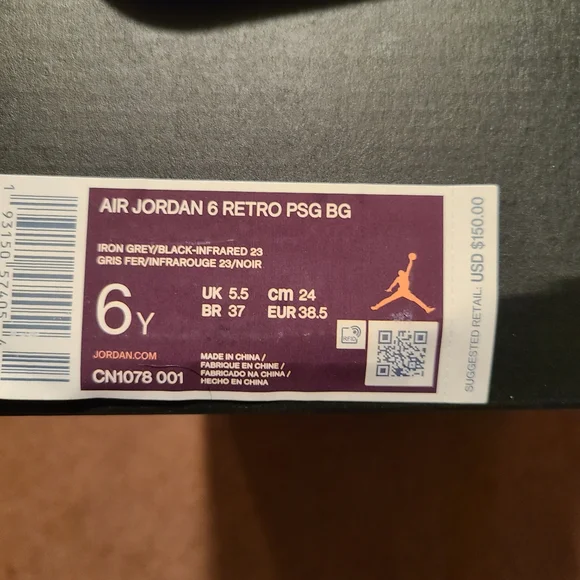 AIR JORDAN 6 RETRO PSG BG
IRON GREY/BLACK-INFRARED 23
GRIS FER/INFRAROUGE 23/NOIR
6Y
UK 5.5 cm 24
BR 37 EUR 38.5
JORDAN.COM
CN1078 001
MADE IN CHINA /
FABRIQUE EN CHINE /
FABRICADO NA CHINA /
HECHO EN CHINA
RFID
SUGGESTED RETAIL: USD $150.00